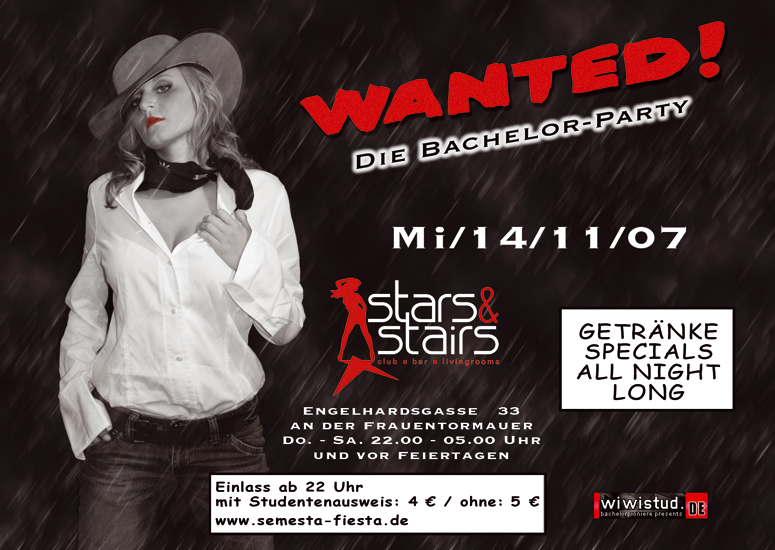 WANTED!
DIE BACHELOR-PARTY
Mi/14/11/07
stars&
stairs
club ▪ bar ▪ livingrooms
GETRÄNKE
SPECIALS
ALL NIGHT
LONG
ENGELHARDSGASSE 33
AN DER FRAUENTORMAUER
DO. - SA. 22.00 - 05.00 UHR
UND VOR FEIERTAGEN
Einlass ab 22 Uhr
mit Studentenausweis: 4 € / ohne: 5 €
www.semesta-fiesta.de
wiwistud.DE
bachelorpioniere presents